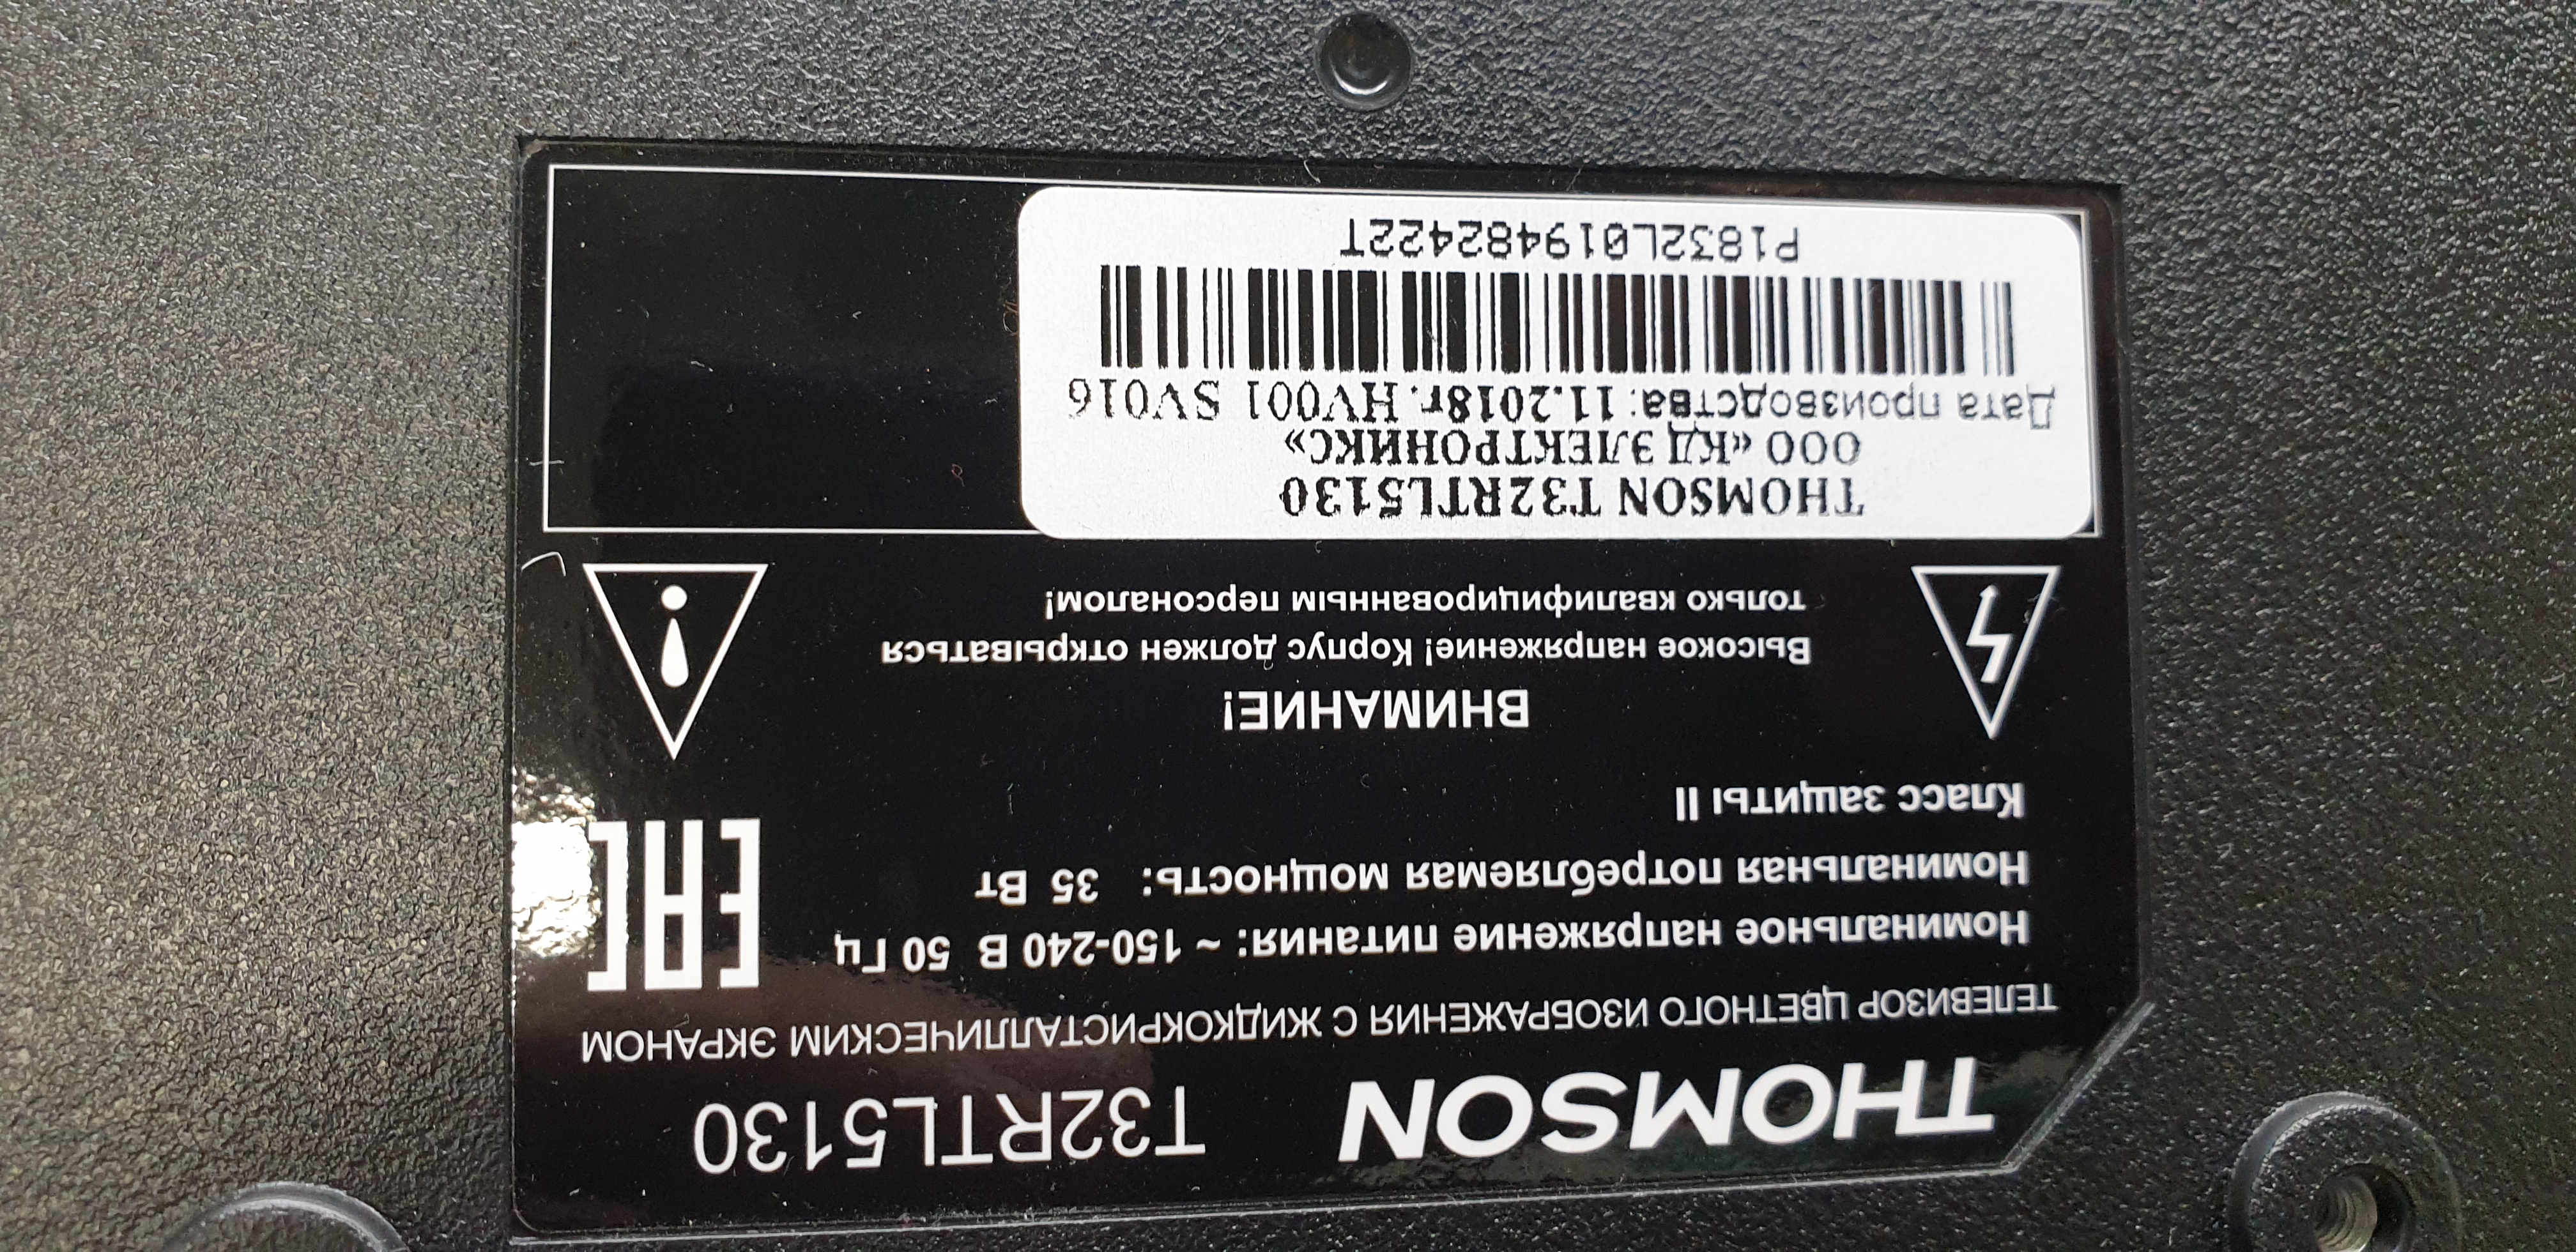 THOMSON T32RTL5130
ТЕЛЕВИЗОР ЦВЕТНОГО ИЗОБРАЖЕНИЯ С ЖИДКОКРИСТАЛЛИЧЕСКИМ ЭКРАНОМ
Номинальное напряжение питания: ~ 150-240 В 50 Гц
Номинальная потребляемая мощность: 35 Вт
Класс защиты II
EAC
ВНИМАНИЕ!
Высокое напряжение! Корпус должен открываться
только квалифицированным персоналом!
THOMSON T32RTL5130
ООО «КД ЭЛЕКТРОНИКС»
Дата производства: 11.2018г. HV001 SV016
P1832L019482422T